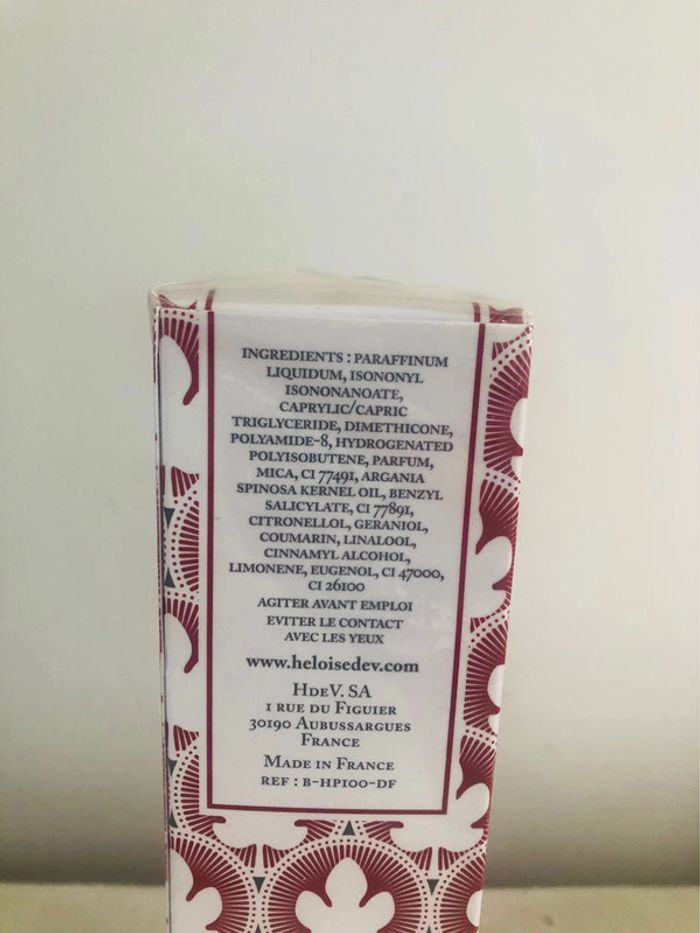 INGREDIENTS : PARAFFINUM
LIQUIDUM, ISONONYL
ISONONANOATE,
CAPRYLIC/CAPRIC
TRIGLYCERIDE, DIMETHICONE,
POLYAMIDE-8, HYDROGENATED
POLYISOBUTENE, PARFUM,
MICA, CI 77491, ARGANIA
SPINOSA KERNEL OIL, BENZYL
SALICYLATE, CI 77891,
CITRONELLOL, GERANIOL,
COUMARIN, LINALOOL,
CINNAMYL ALCOHOL,
LIMONENE, EUGENOL, CI 47000,
CI 26100
AGITER AVANT EMPLOI
EVITER LE CONTACT
AVEC LES YEUX
www.heloisedev.com
HDEV. SA
1 RUE DU FIGUIER
30190 AUBUSSARGUES
FRANCE
MADE IN FRANCE
REF : B-HP100-DF